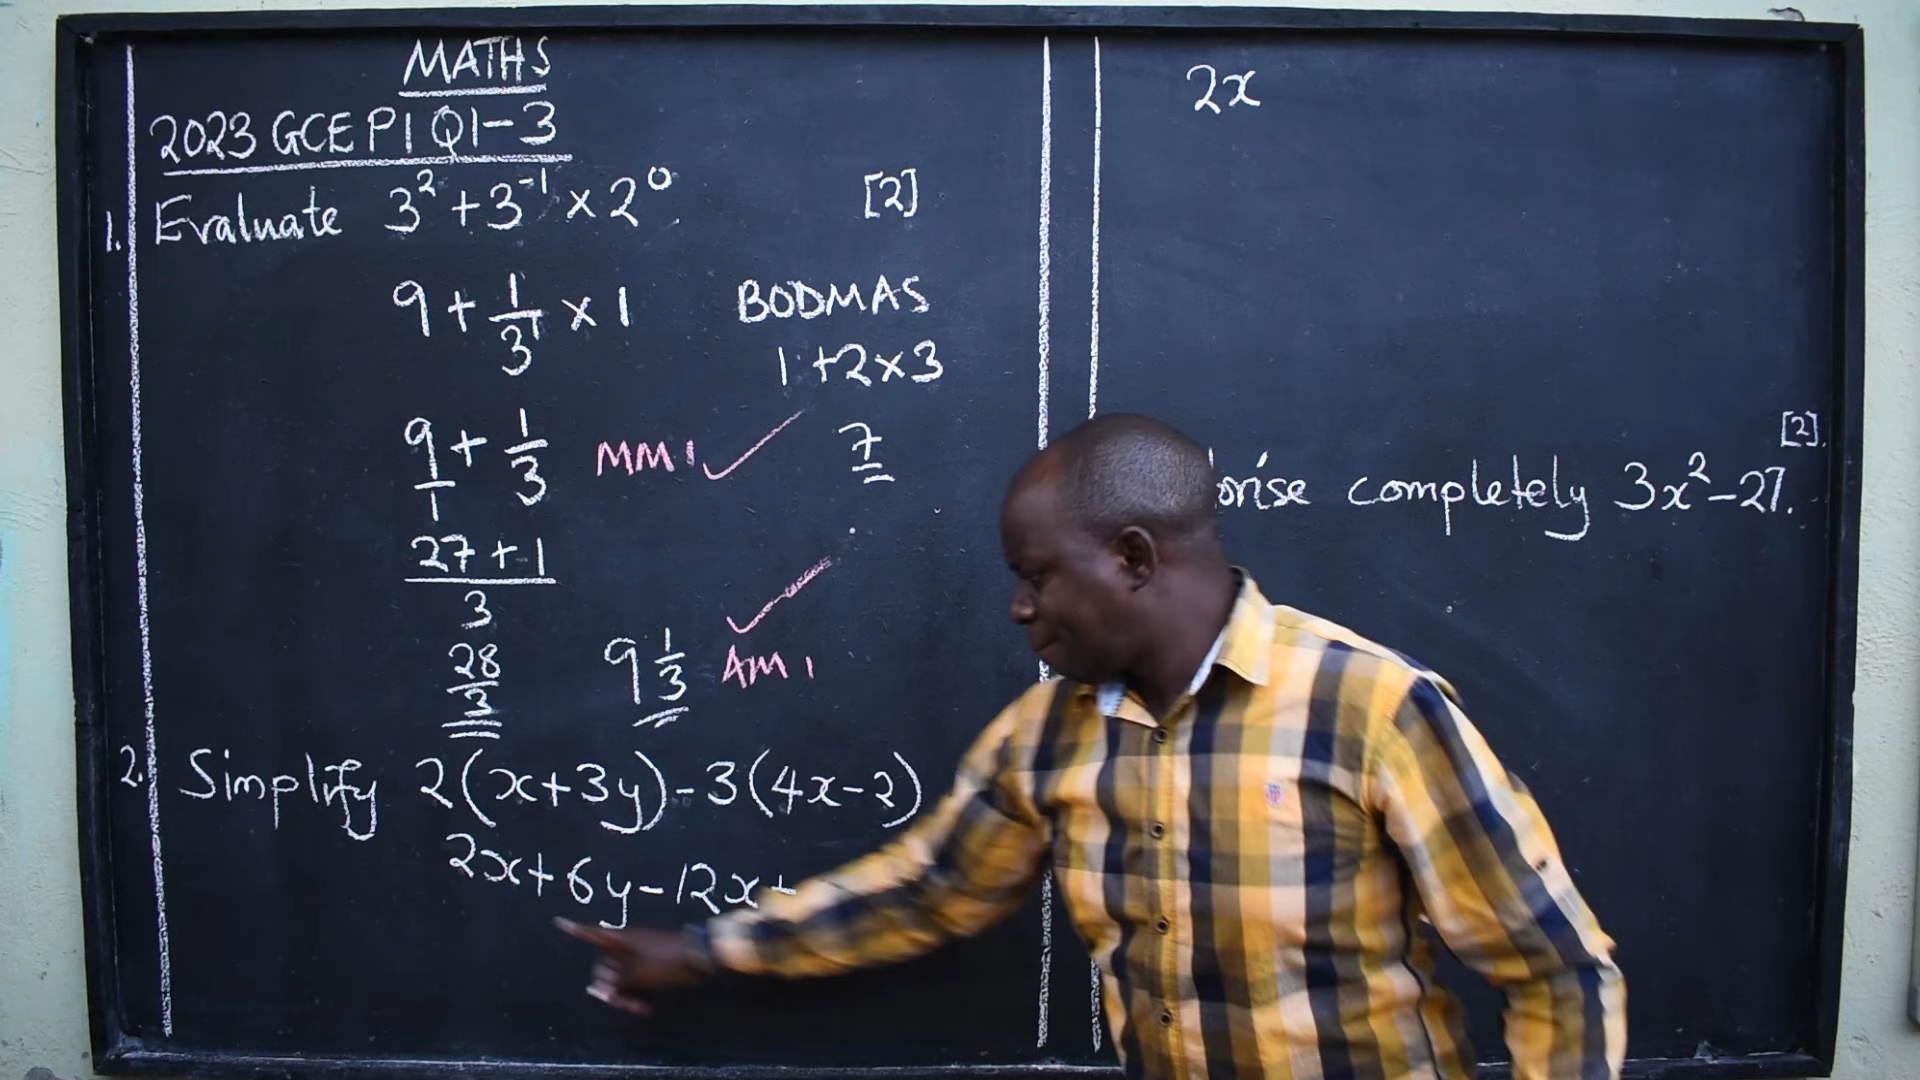 MATHS
2023 GCE P1 Q1-3
1. Evaluate 3² + 3⁻¹ × 2⁰ [2]
9 + 1/3¹ × 1
BODMAS
1 + 2 × 3
9/1 + 1/3 MM1
7
27 + 1
3
28/3 9 1/3 AM1
2. Simplify 2(x+3y)-3(4x-2)
2x+6y-12x+
2x
[2].
completely 3x²-27.